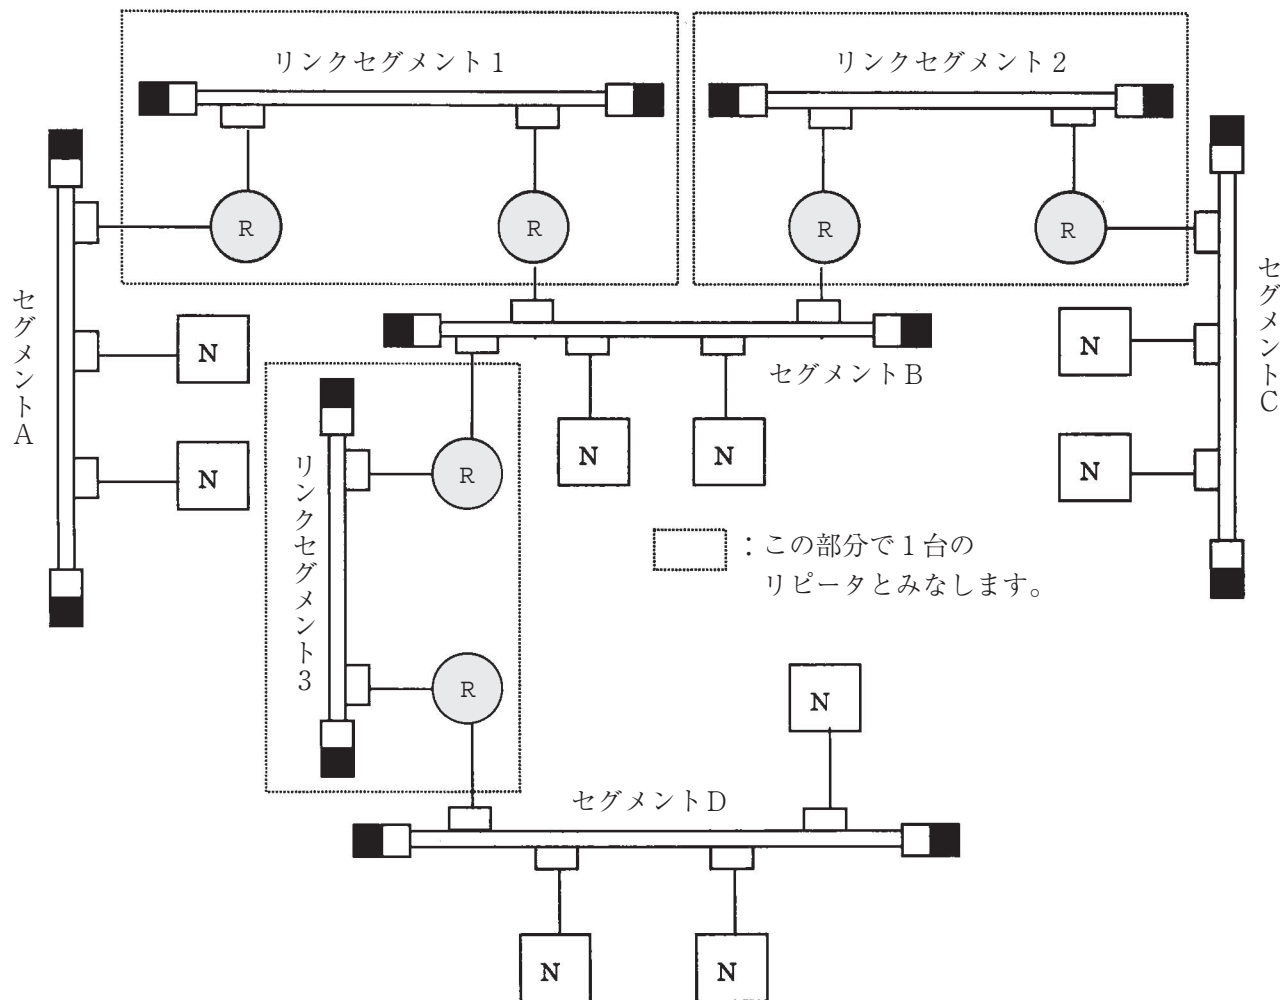 リンクセグメント1
リンクセグメント2
R
R
R
R
セグメントA
セグメントC
N
N
セグメントB
N
N
N
N
リンクセグメント3
R
R
:この部分で1台の
リピータとみなします。
N
セグメントD
N
N